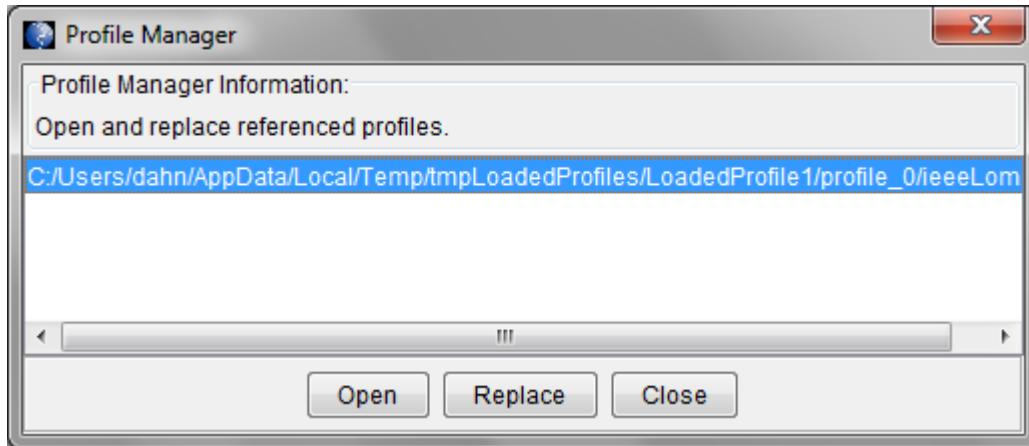 Profile Manager
Profile Manager Information:
Open and replace referenced profiles.
C:/Users/dahn/AppData/Local/Temp/tmpLoadedProfiles/LoadedProfile1/profile_0/ieeeLom
Open Replace Close